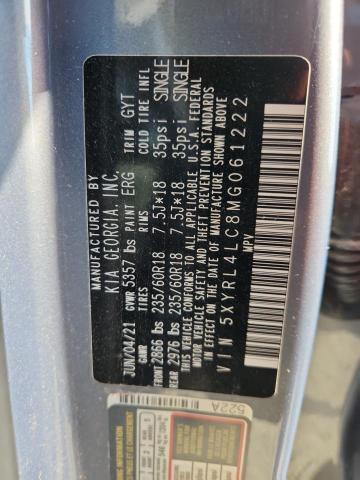 MANUFACTURED BY
KIA GEORGIA, INC.
JUN/04/21 GVWR 5357 lbs PAINT ERG TRIM GYT
GAWR TIRES RIMS COLD TIRE INFL
FRONT 2866 lbs 235/60R18 7.5J*18 35psi SINGLE
REAR 2976 lbs 235/60R18 7.5J*18 35psi SINGLE
THIS VEHICLE CONFORMS TO ALL APPLICABLE U.S.A. FEDERAL
MOTOR VEHICLE SAFETY AND THEFT PREVENTION STANDARDS
IN EFFECT ON THE DATE OF MANUFACTURE SHOWN ABOVE.
MPV
VIN 5XYRL4LC8MG061222
522A